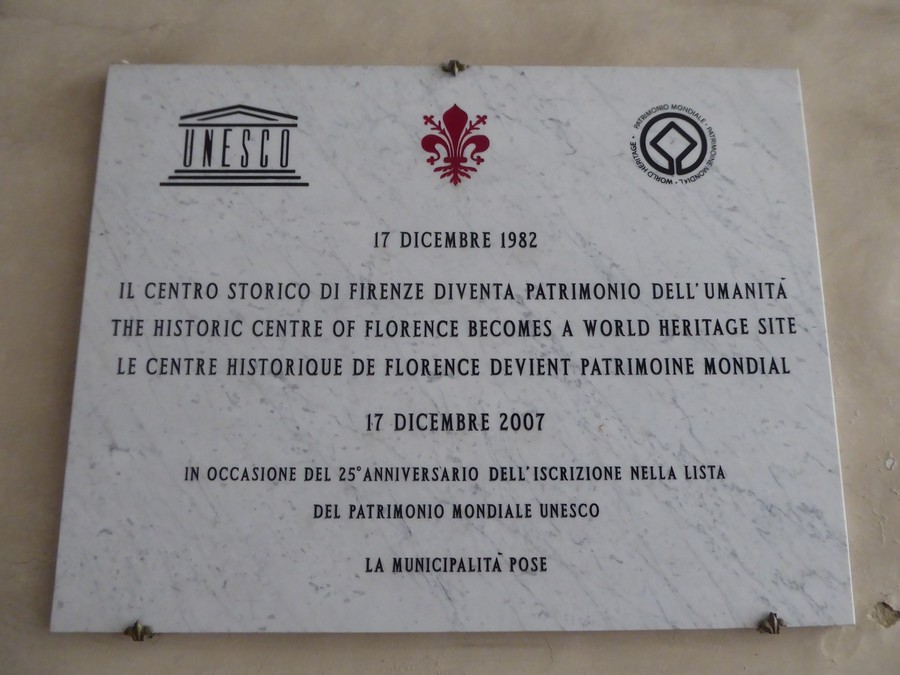 UNESCO
PATRIMONIO MONDIALE • PATRIMOINE MONDIAL • WORLD HERITAGE •
17 DICEMBRE 1982
IL CENTRO STORICO DI FIRENZE DIVENTA PATRIMONIO DELL'UMANITÀ
THE HISTORIC CENTRE OF FLORENCE BECOMES A WORLD HERITAGE SITE
LE CENTRE HISTORIQUE DE FLORENCE DEVIENT PATRIMOINE MONDIAL
17 DICEMBRE 2007
IN OCCASIONE DEL 25° ANNIVERSARIO DELL'ISCRIZIONE NELLA LISTA
DEL PATRIMONIO MONDIALE UNESCO
LA MUNICIPALITÀ POSE